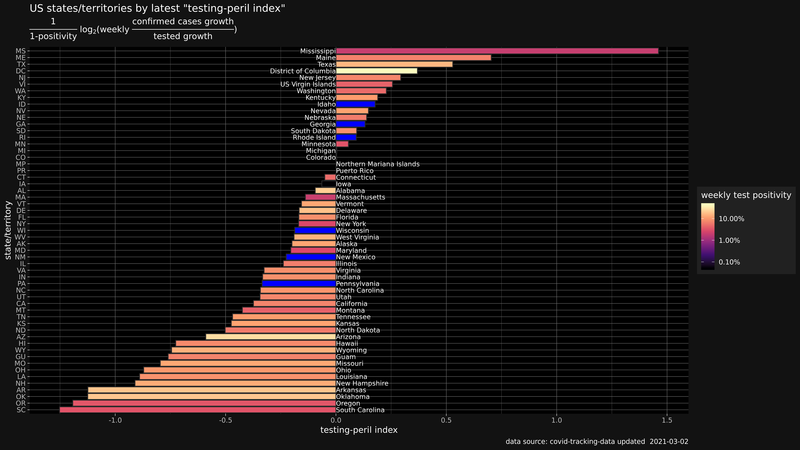 US states/territories by latest "testing-peril index"
1
1-positivity
log2(weekly
confirmed cases growth
tested growth
)
MS Mississippi
ME Maine
TX Texas
DC District of Columbia
NJ New Jersey
VI US Virgin Islands
WA Washington
KY Kentucky
ID Idaho
NV Nevada
NE Nebraska
GA Georgia
SD South Dakota
RI Rhode Island
MN Minnesota
MI Michigan
CO Colorado
MP Northern Mariana Islands
PR Puerto Rico
CT Connecticut
IA Iowa
AL Alabama
MA Massachusetts
VT Vermont
DE Delaware
FL Florida
NY New York
WI Wisconsin
WV West Virginia
AK Alaska
MD Maryland
NM New Mexico
IL Illinois
VA Virginia
IN Indiana
PA Pennsylvania
NC North Carolina
UT Utah
CA California
MT Montana
TN Tennessee
KS Kansas
ND North Dakota
AZ Arizona
HI Hawaii
WY Wyoming
GU Guam
MO Missouri
OH Ohio
LA Louisiana
NH New Hampshire
AR Arkansas
OK Oklahoma
OR Oregon
SC South Carolina
state/territory
-1.0 -0.5 0.0 0.5 1.0 1.5
testing-peril index
weekly test positivity
10.00%
1.00%
0.10%
data source: covid-tracking-data updated 2021-03-02